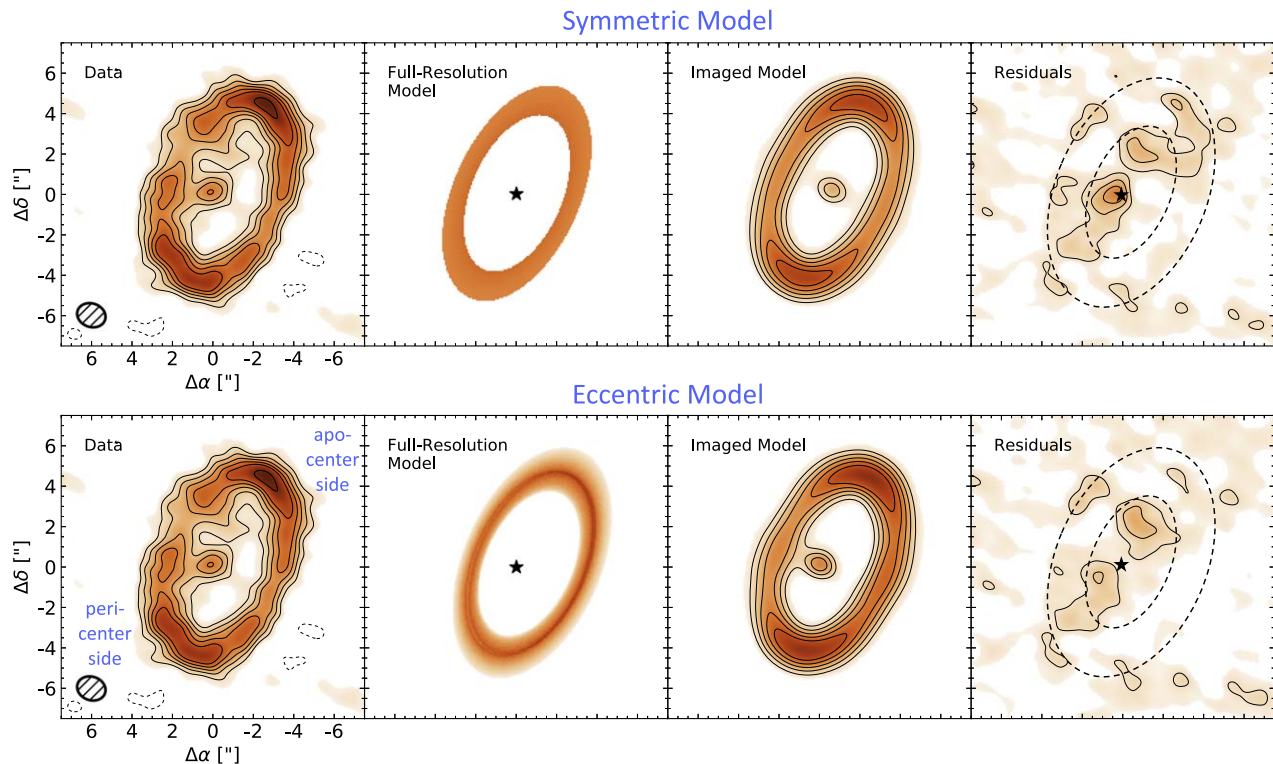 Symmetric Model
Data
Full-Resolution
Model
Imaged Model
Residuals
Δδ ["]
6
4
2
0
-2
-4
-6
6 4 2 0 -2 -4 -6
Δα ["]
Eccentric Model
Data
apo-
center
side
peri-
center
side
Full-Resolution
Model
Imaged Model
Residuals
Δδ ["]
6
4
2
0
-2
-4
-6
6 4 2 0 -2 -4 -6
Δα ["]